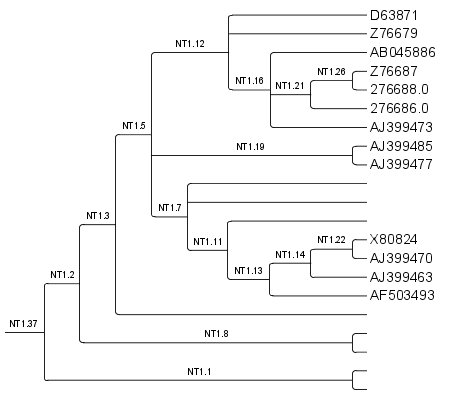 D63871
NT1.12 Z76679
AB045886
NT1.26 Z76687
NT1.16 NT1.21 276688.0
276686.0
NT1.5 AJ399473
NT1.19 AJ399485
AJ399477
NT1.7
NT1.3
NT1.11 NT1.22 X80824
NT1.14 AJ399470
NT1.2 NT1.13 AJ399463
AF503493
NT1.37
NT1.8
NT1.1